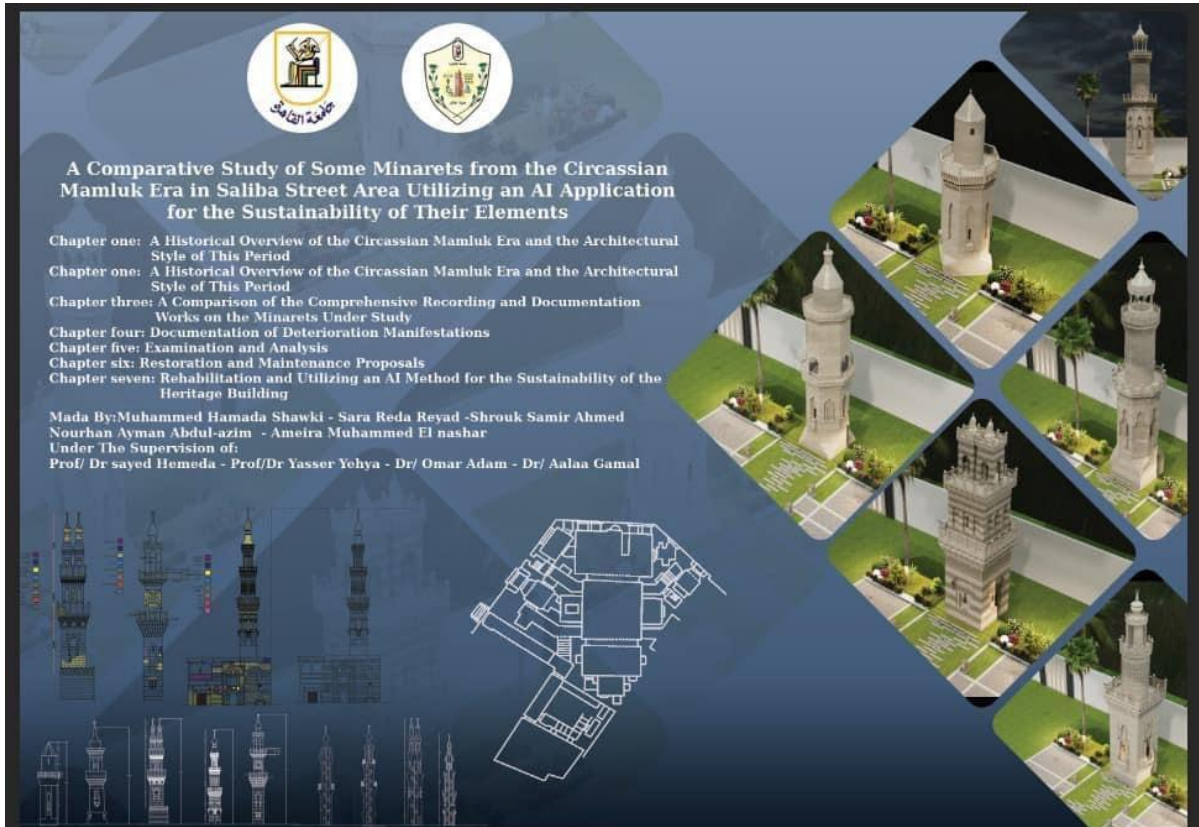 جامعة القاهرة
A Comparative Study of Some Minarets from the Circassian
Mamluk Era in Saliba Street Area Utilizing an AI Application
for the Sustainability of Their Elements
Chapter one: A Historical Overview of the Circassian Mamluk Era and the Architectural
Style of This Period
Chapter one: A Historical Overview of the Circassian Mamluk Era and the Architectural
Style of This Period
Chapter three: A Comparison of the Comprehensive Recording and Documentation
Works on the Minarets Under Study
Chapter four: Documentation of Deterioration Manifestations
Chapter five: Examination and Analysis
Chapter six: Restoration and Maintenance Proposals
Chapter seven: Rehabilitation and Utilizing an AI Method for the Sustainability of the
Heritage Building
Mada By:Muhammed Hamada Shawki - Sara Reda Reyad -Shrouk Samir Ahmed
Nourhan Ayman Abdul-azim - Ameira Muhammed El nashar
Under The Supervision of:
Prof/ Dr sayed Hemeda - Prof/Dr Yasser Yehya - Dr/ Omar Adam - Dr/ Aalaa Gamal